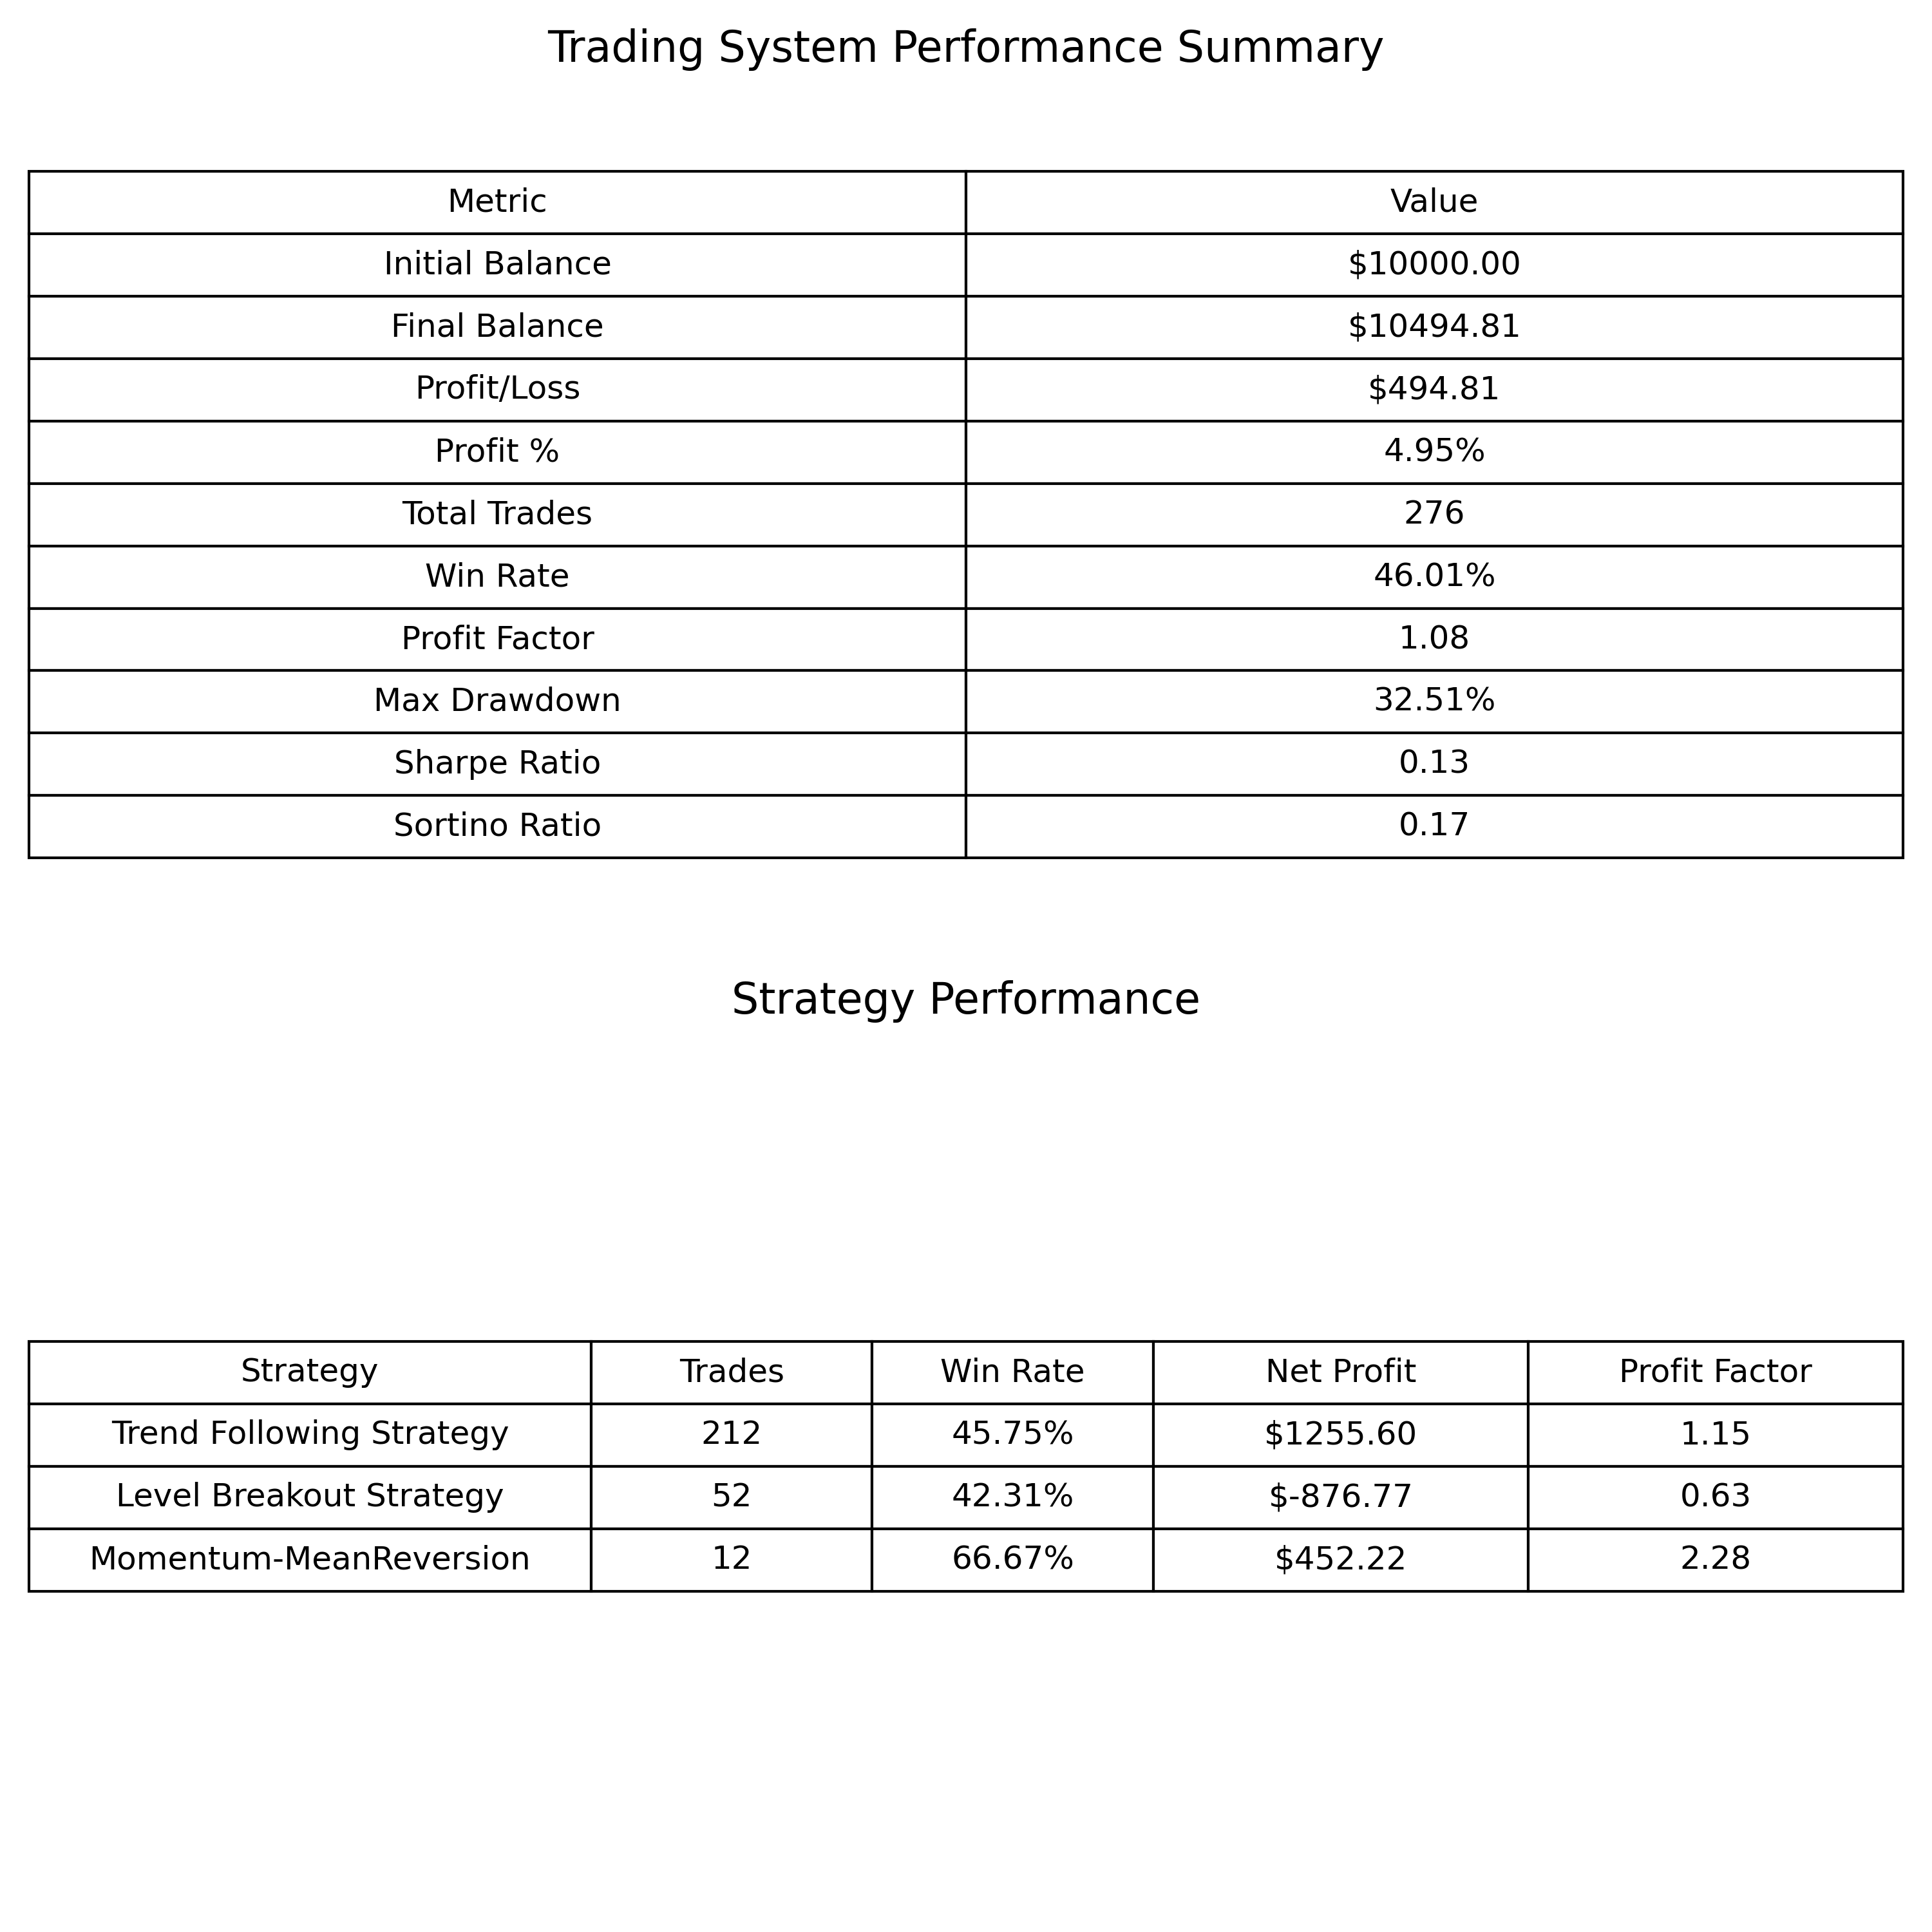 Trading System Performance Summary
Metric Value
Initial Balance $10000.00
Final Balance $10494.81
Profit/Loss $494.81
Profit % 4.95%
Total Trades 276
Win Rate 46.01%
Profit Factor 1.08
Max Drawdown 32.51%
Sharpe Ratio 0.13
Sortino Ratio 0.17
Strategy Performance
Strategy Trades Win Rate Net Profit Profit Factor
Trend Following Strategy 212 45.75% $1255.60 1.15
Level Breakout Strategy 52 42.31% $-876.77 0.63
Momentum-MeanReversion 12 66.67% $452.22 2.28